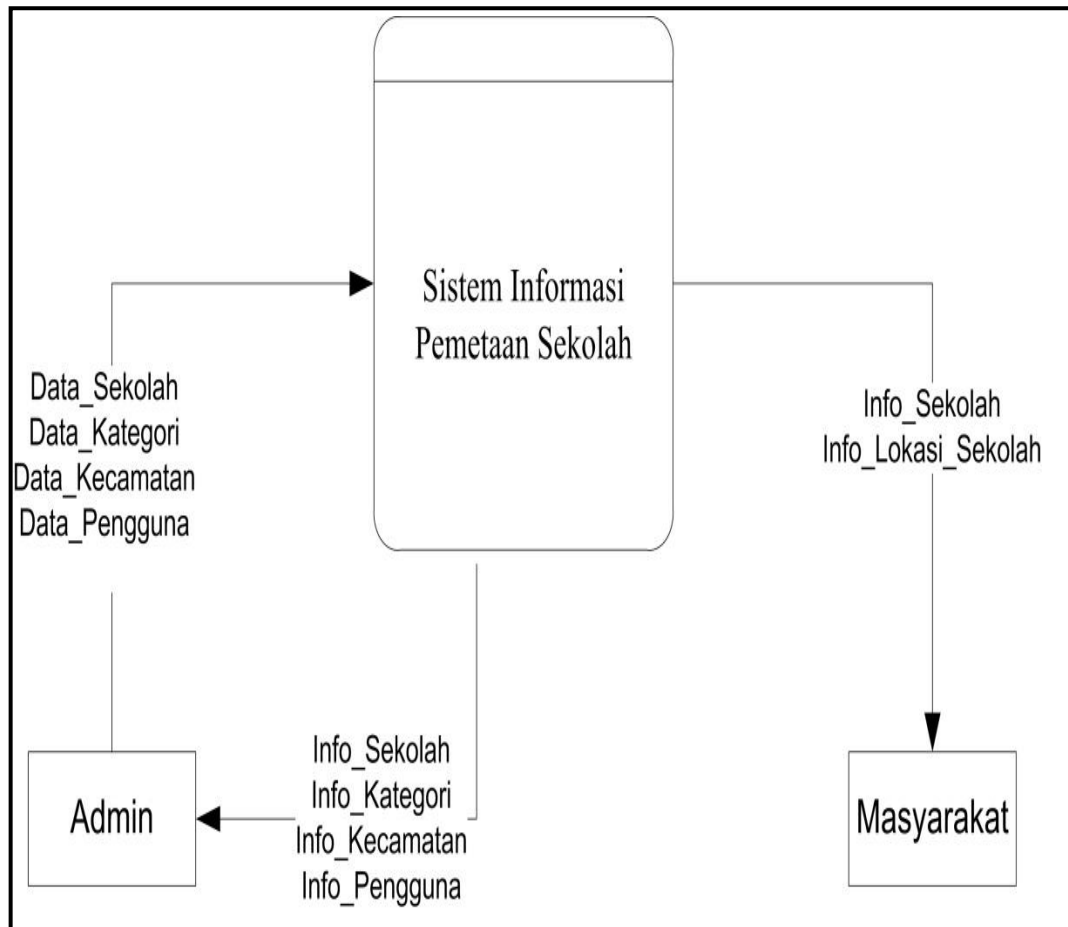 Sistem Informasi
Pemetaan Sekolah
Data_Sekolah
Data_Kategori
Data_Kecamatan
Data_Pengguna
Info_Sekolah
Info_Lokasi_Sekolah
Info_Sekolah
Info_Kategori
Info_Kecamatan
Info_Pengguna
Admin
Masyarakat